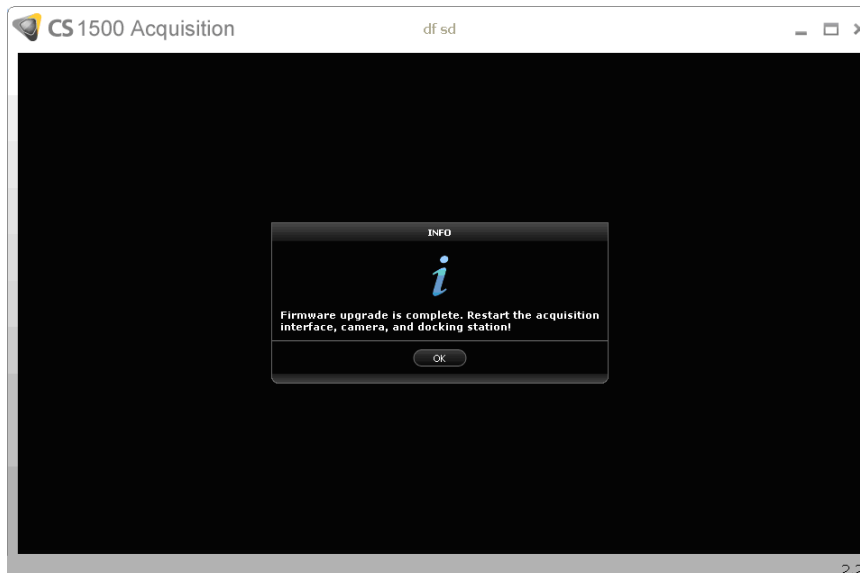 CS 1500 Acquisition
df sd
INFO
Firmware upgrade is complete. Restart the acquisition
interface, camera, and docking station!
OK